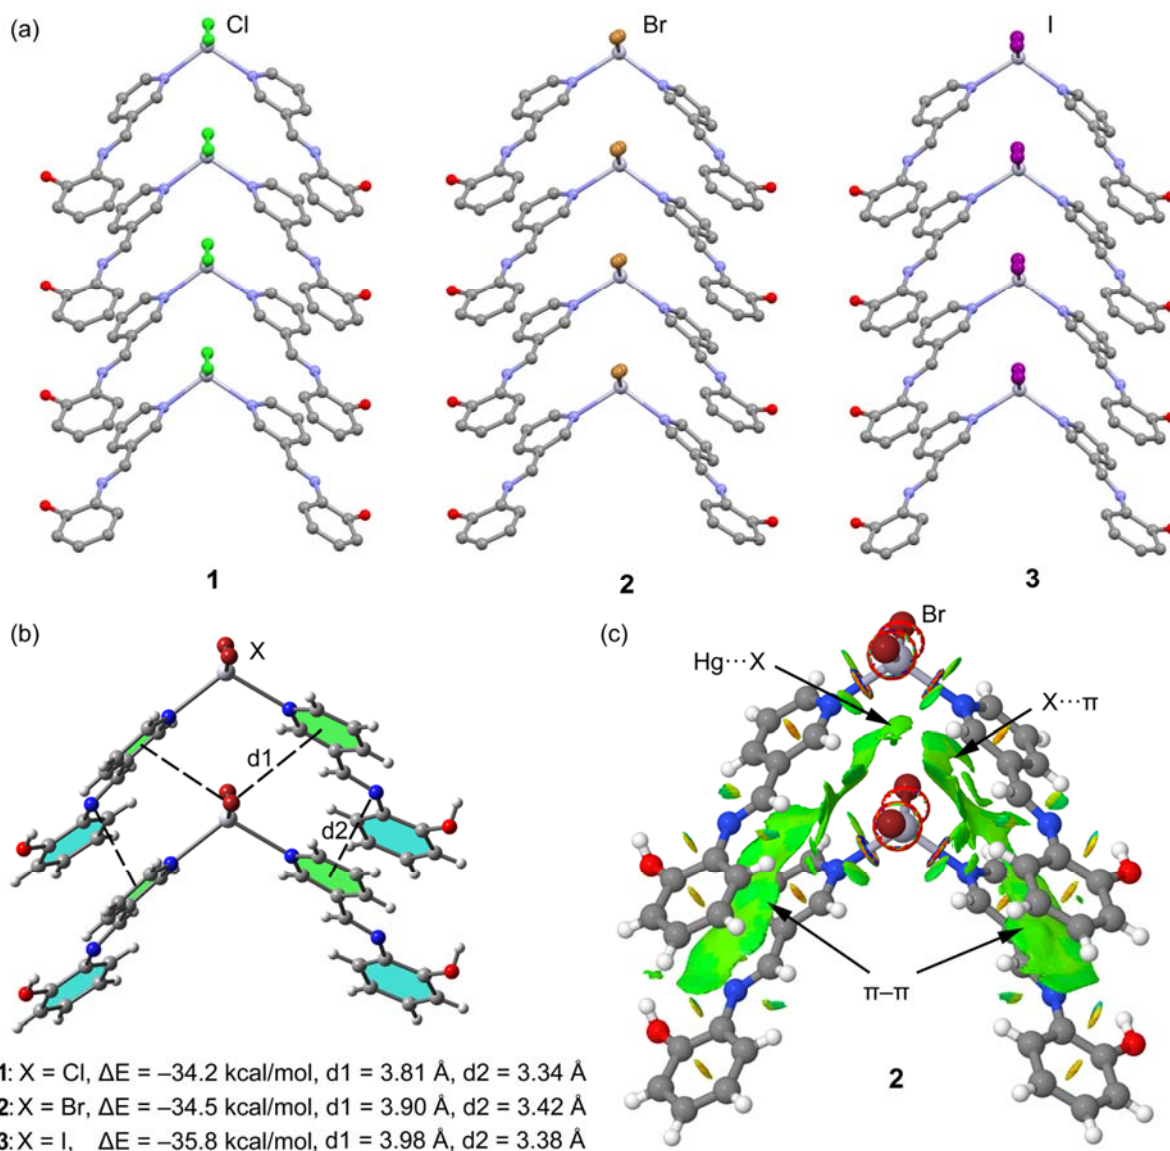 (a)
Cl
Br
I
1
2
3
(b)
X
d1
d2
1: X = Cl, ΔE = –34.2 kcal/mol, d1 = 3.81 Å, d2 = 3.34 Å
2: X = Br, ΔE = –34.5 kcal/mol, d1 = 3.90 Å, d2 = 3.42 Å
3: X = I, ΔE = –35.8 kcal/mol, d1 = 3.98 Å, d2 = 3.38 Å
(c)
Br
Hg···X
X···π
π–π
2